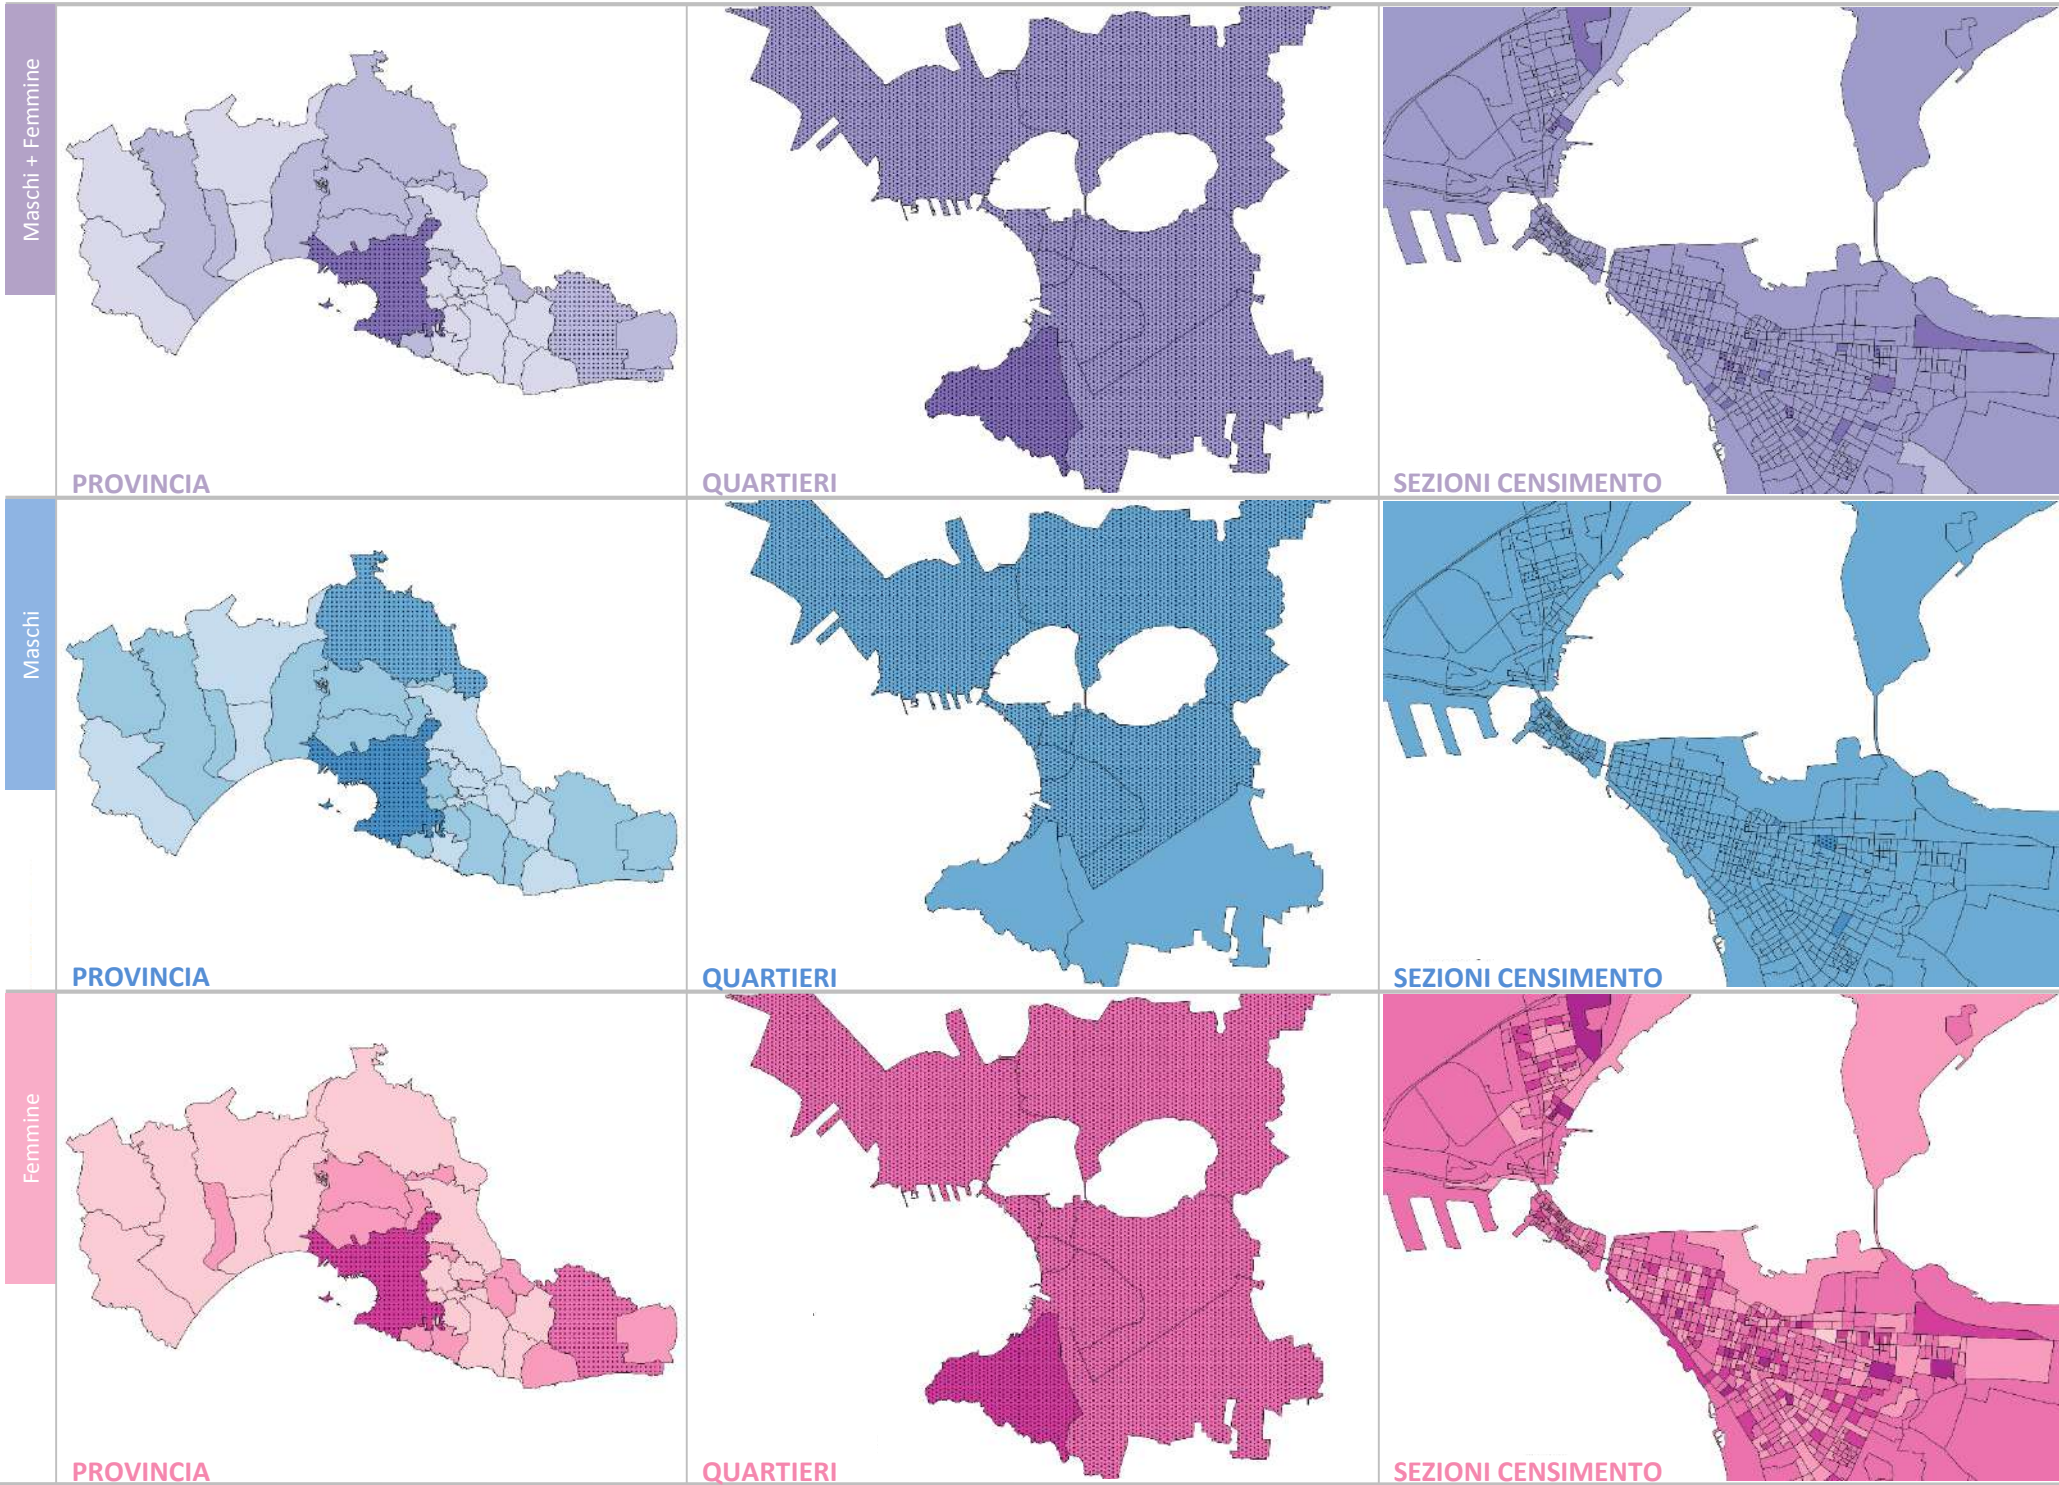 Maschi + Femmine
PROVINCIA
QUARTIERI
SEZIONI CENSIMENTO
Maschi
PROVINCIA
QUARTIERI
SEZIONI CENSIMENTO
Femmine
PROVINCIA
QUARTIERI
SEZIONI CENSIMENTO